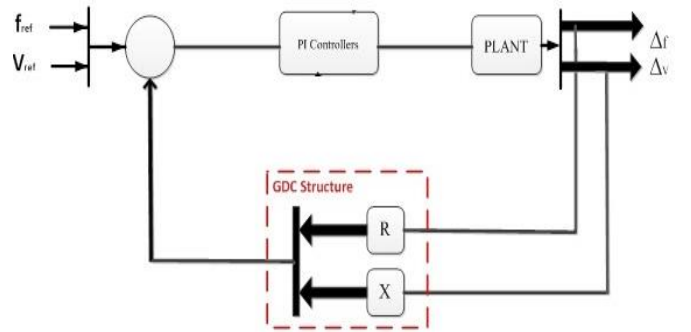 fref
Vref
PI Controllers
PLANT
Δf
Δv
GDC Structure
R
X